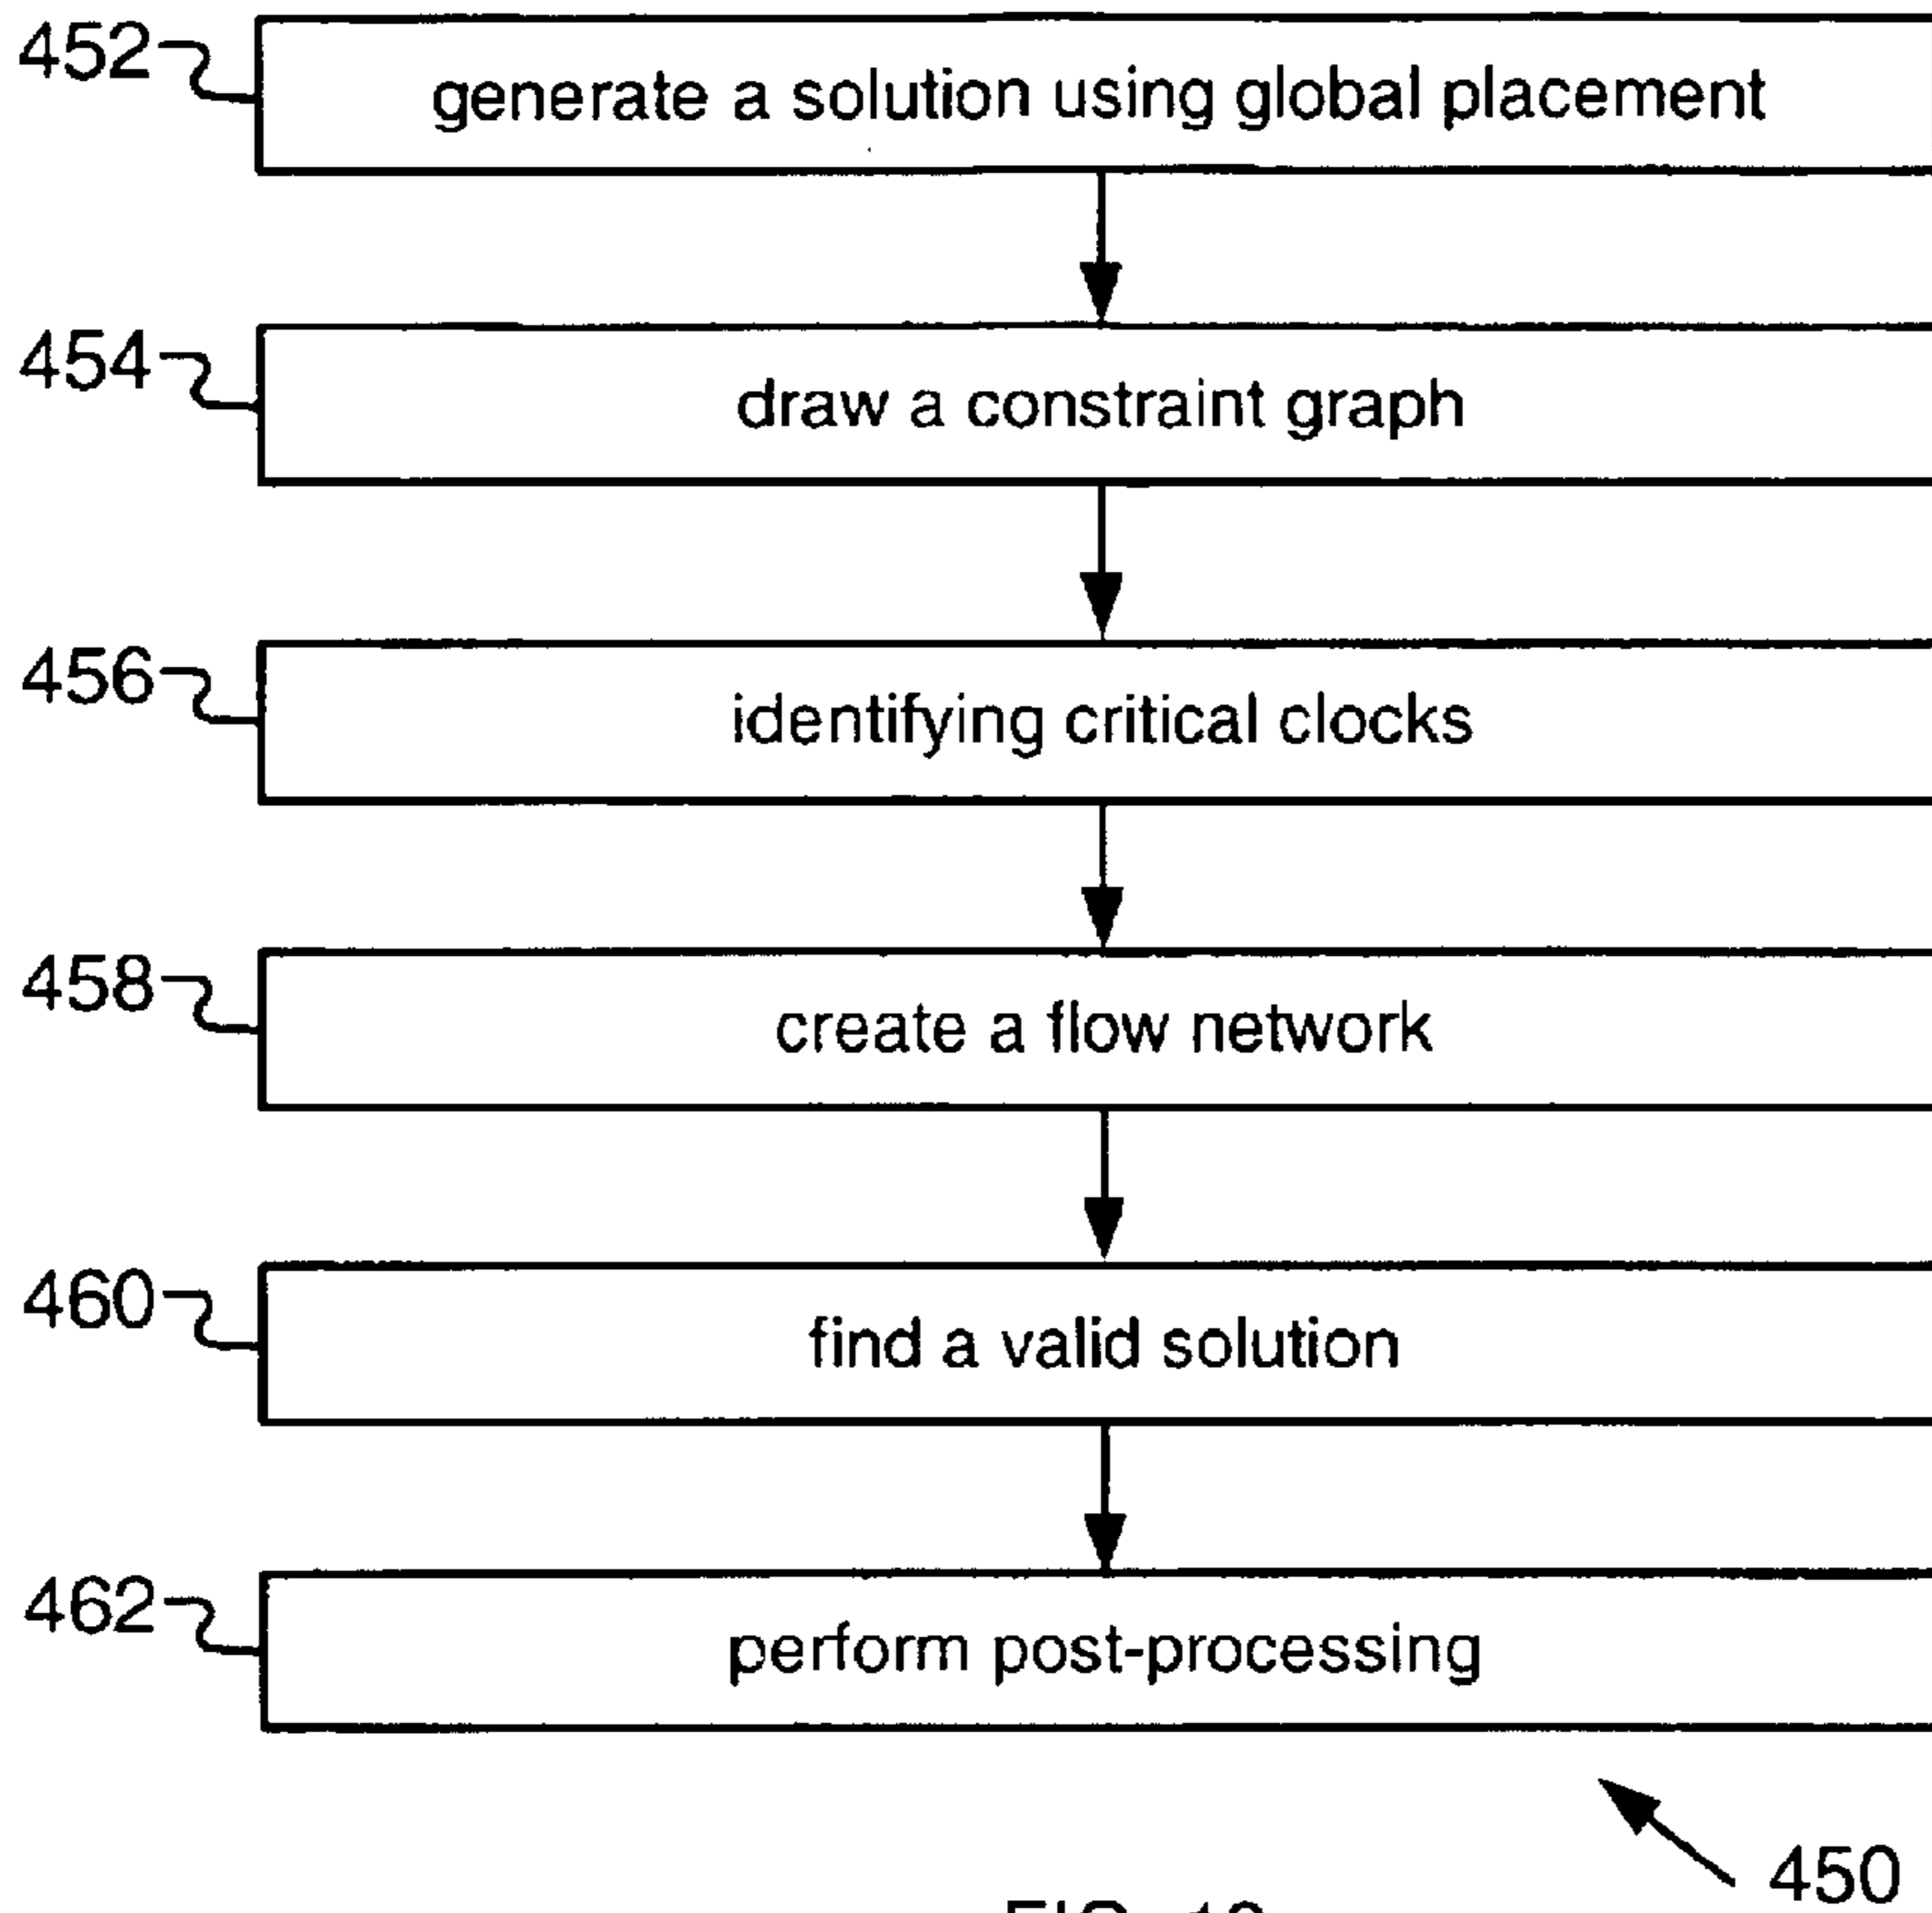 452
generate a solution using global placement
454
draw a constraint graph
456
identifying critical clocks
458
create a flow network
460
find a valid solution
462
perform post-processing
450
FIG.